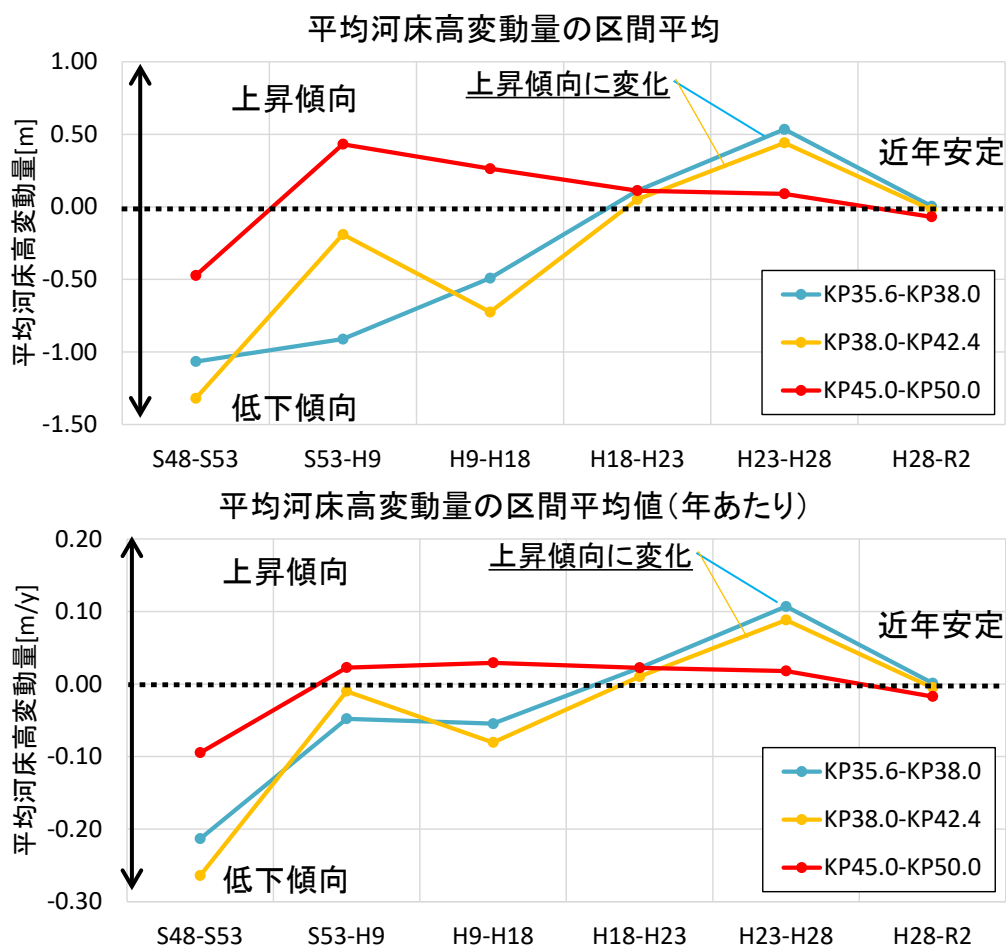 平均河床高変動量の区間平均
平均河床高変動量[m]
1.00
0.50
0.00
-0.50
-1.00
-1.50
上昇傾向
上昇傾向に変化
近年安定
低下傾向
KP35.6-KP38.0
KP38.0-KP42.4
KP45.0-KP50.0
S48-S53 S53-H9 H9-H18 H18-H23 H23-H28 H28-R2
平均河床高変動量の区間平均値(年あたり)
平均河床高変動量[m/y]
0.20
0.10
0.00
-0.10
-0.20
-0.30
上昇傾向
上昇傾向に変化
近年安定
低下傾向
KP35.6-KP38.0
KP38.0-KP42.4
KP45.0-KP50.0
S48-S53 S53-H9 H9-H18 H18-H23 H23-H28 H28-R2